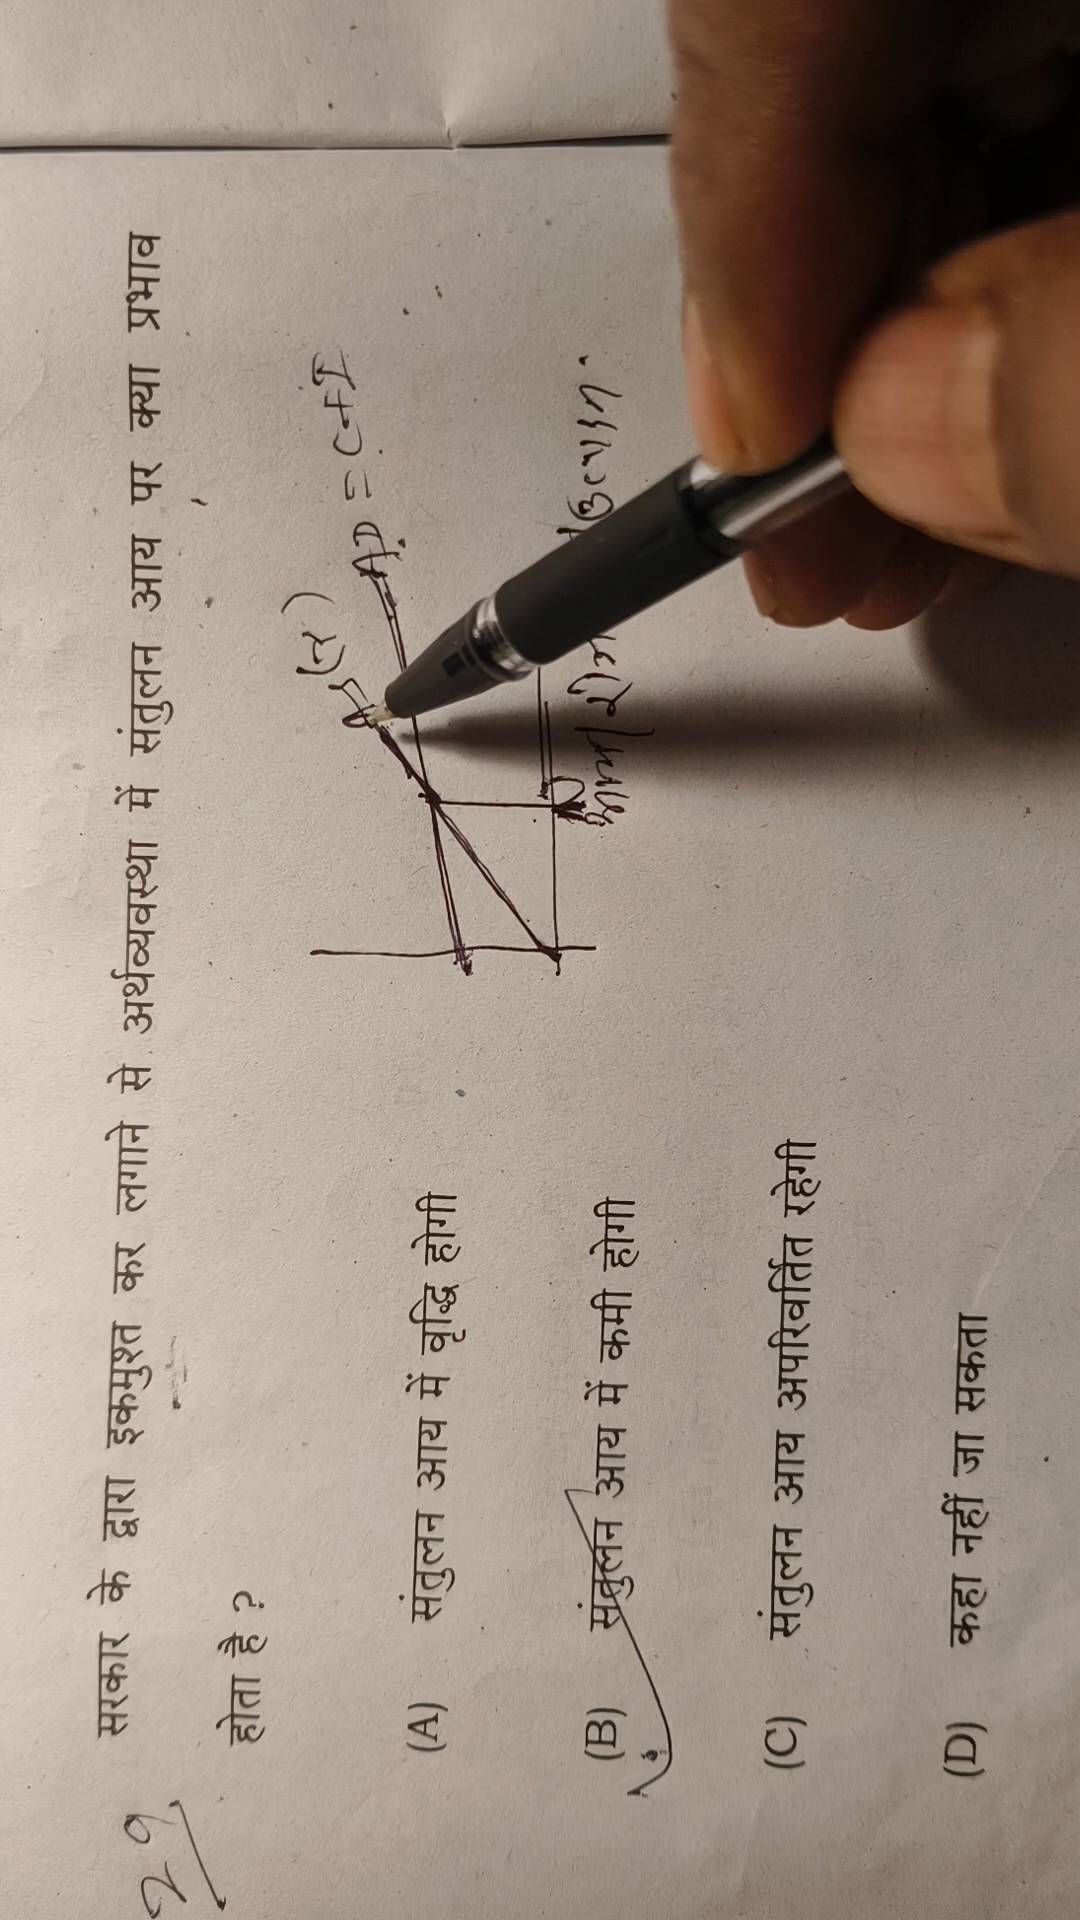 29
सरकार के द्वारा इकमुश्त कर लगाने से अर्थव्यवस्था में संतुलन आय पर क्या प्रभाव
होता है ?
(A) संतुलन आय में वृद्धि होगी
(B) संतुलन आय में कमी होगी
(C) संतुलन आय अपरिवर्तित रहेगी
(D) कहा नहीं जा सकता
AD = C+I
आय